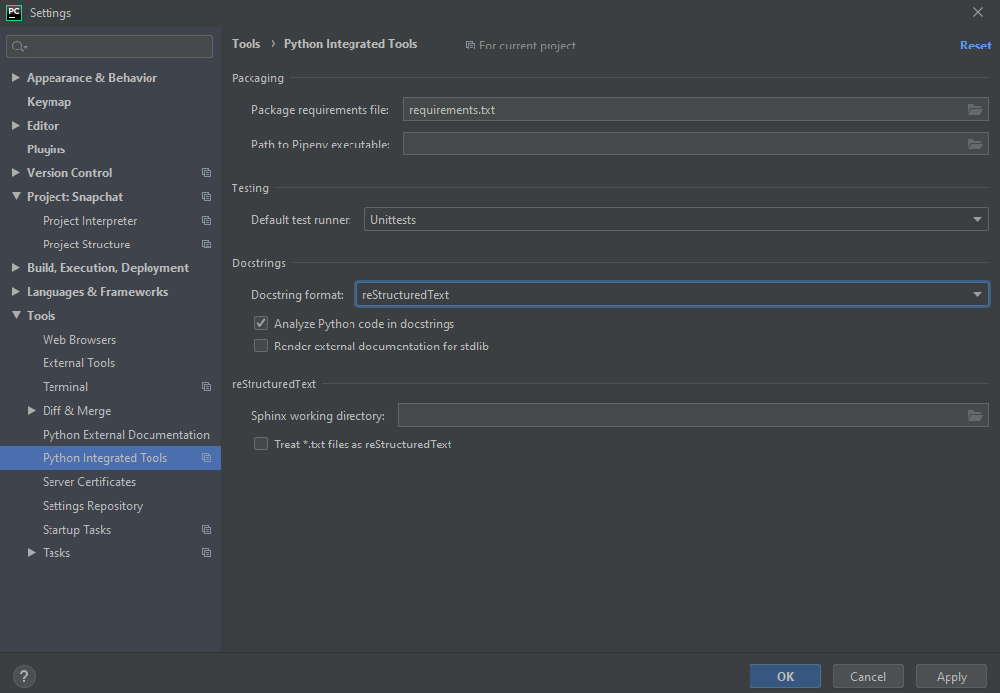 PC Settings
Tools › Python Integrated Tools For current project Reset
Appearance & Behavior
Keymap
Editor
Plugins
Version Control
Project: Snapchat
Project Interpreter
Project Structure
Build, Execution, Deployment
Languages & Frameworks
Tools
Web Browsers
External Tools
Terminal
Diff & Merge
Python External Documentation
Python Integrated Tools
Server Certificates
Settings Repository
Startup Tasks
Tasks
Packaging
Package requirements file: requirements.txt
Path to Pipenv executable:
Testing
Default test runner: Unittests
Docstrings
Docstring format: reStructuredText
Analyze Python code in docstrings
Render external documentation for stdlib
reStructuredText
Sphinx working directory:
Treat *.txt files as reStructuredText
? OK Cancel Apply